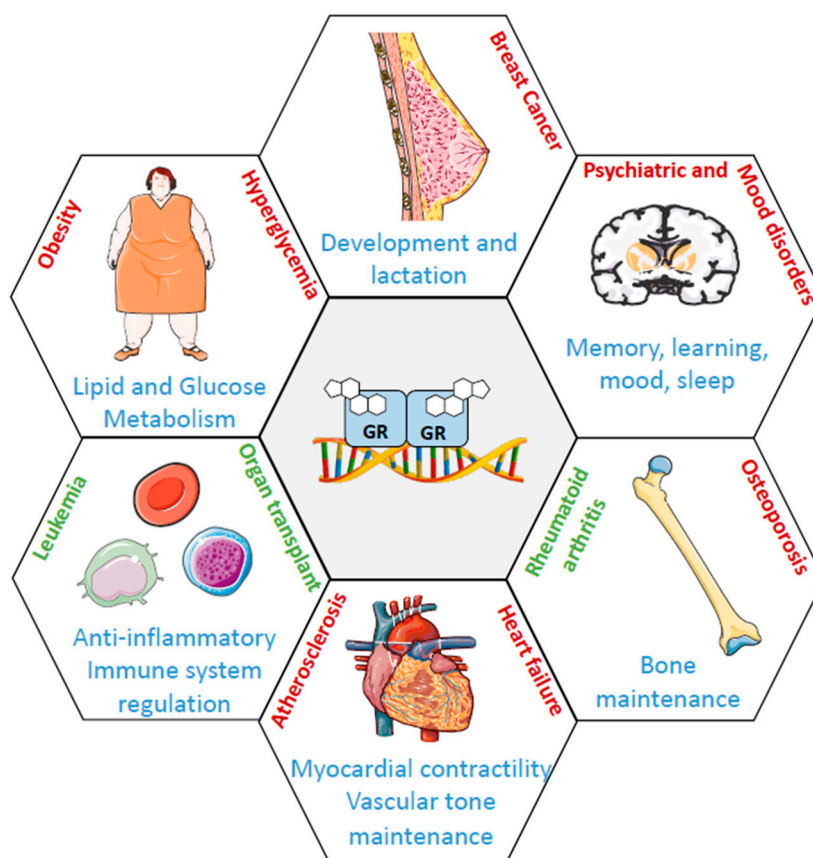 Breast Cancer
Development and
lactation
Obesity
Hyperglycemia
Lipid and Glucose
Metabolism
Psychiatric and
Mood disorders
Memory, learning,
mood, sleep
GR
GR
Leukemia
Organ transplant
Anti-inflammatory
Immune system
regulation
Rheumatoid
arthritis
Osteoporosis
Bone
maintenance
Atherosclerosis
Heart failure
Myocardial contractility
Vascular tone
maintenance